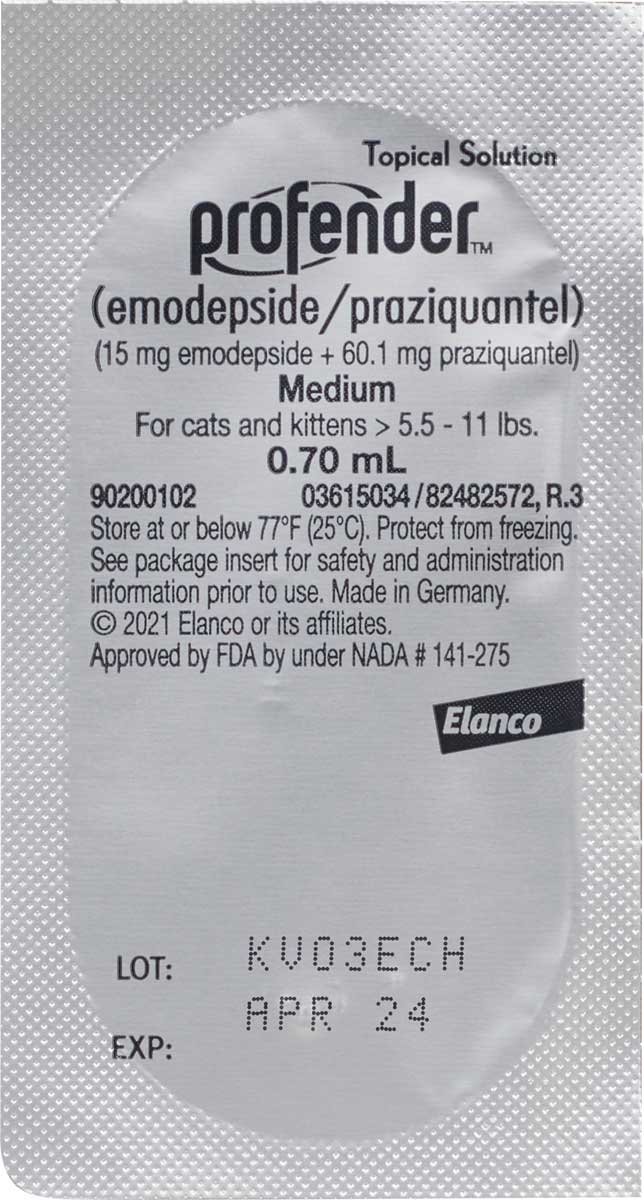 Topical Solution
profender™
(emodepside/praziquantel)
(15 mg emodepside + 60.1 mg praziquantel)
Medium
For cats and kittens > 5.5 - 11 lbs.
0.70 mL
90200102 03615034/82482572, R.3
Store at or below 77°F (25°C). Protect from freezing.
See package insert for safety and administration
information prior to use. Made in Germany.
© 2021 Elanco or its affiliates.
Approved by FDA by under NADA # 141-275
Elanco
LOT: KV03ECH
APR 24
EXP: